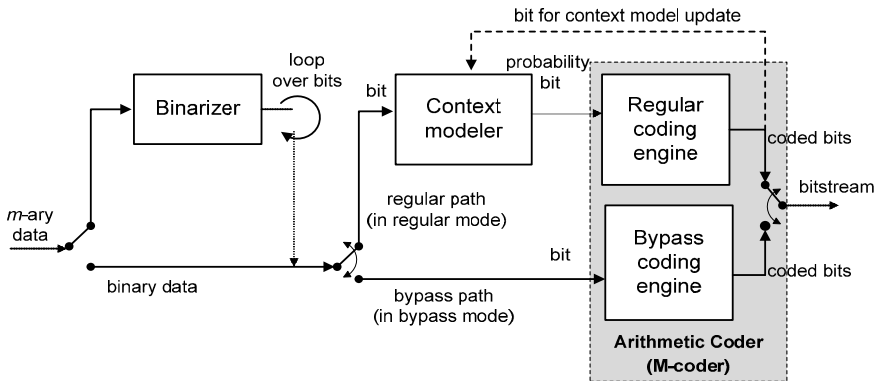 bit for context model update
loop
over bits
probability
bit
bit
Binarizer
Context
modeler
Regular
coding
engine
coded bits
bitstream
m-ary
data
regular path
(in regular mode)
binary data
bit
bypass path
(in bypass mode)
Bypass
coding
engine
coded bits
Arithmetic Coder
(M-coder)